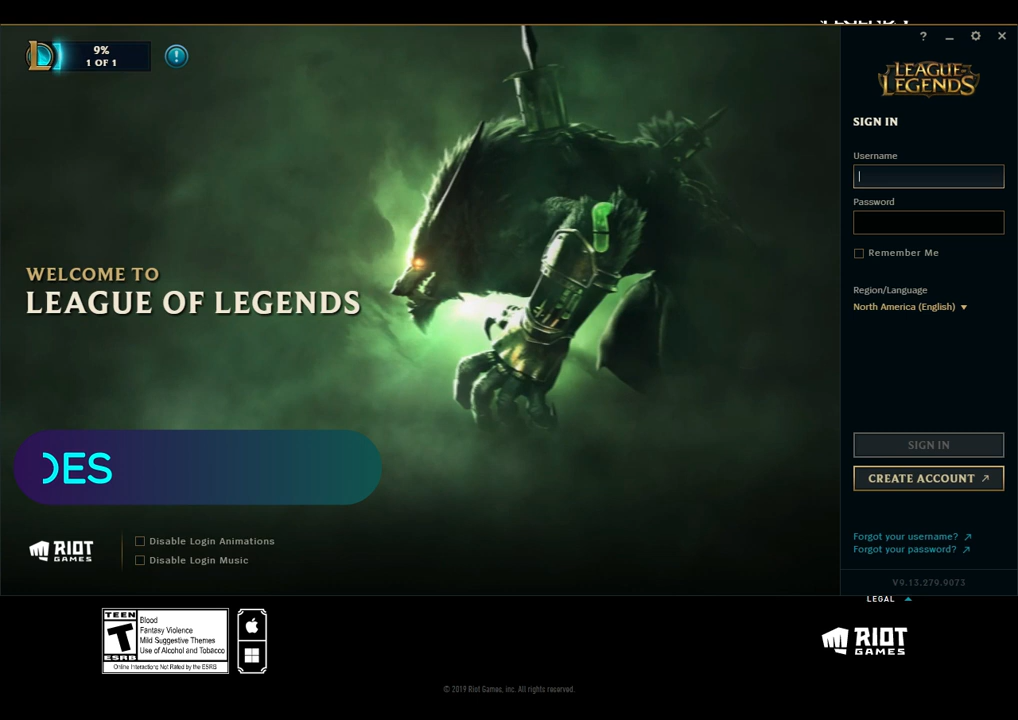 9%
1 OF 1
!
?
LEAGUE
OF
LEGENDS
SIGN IN
Username
Password
Remember Me
Region/Language
North America (English)
WELCOME TO
LEAGUE OF LEGENDS
SIGN IN
CREATE ACCOUNT
RIOT
GAMES
Disable Login Animations
Disable Login Music
Forgot your username?
Forgot your password?
V9.13.279.9073
LEGAL
TEEN
T
ESRB
Blood
Fantasy Violence
Mild Suggestive Themes
Use of Alcohol and Tobacco
Online Interactions Not Rated by the ESRB
RIOT
GAMES
© 2019 Riot Games, inc. All rights reserved.